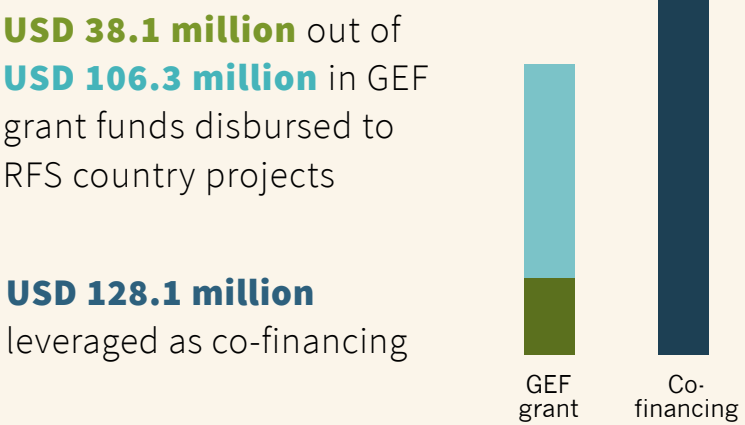 USD 38.1 million out of
USD 106.3 million in GEF
grant funds disbursed to
RFS country projects
USD 128.1 million
leveraged as co-financing
GEF
grant
Co-
financing